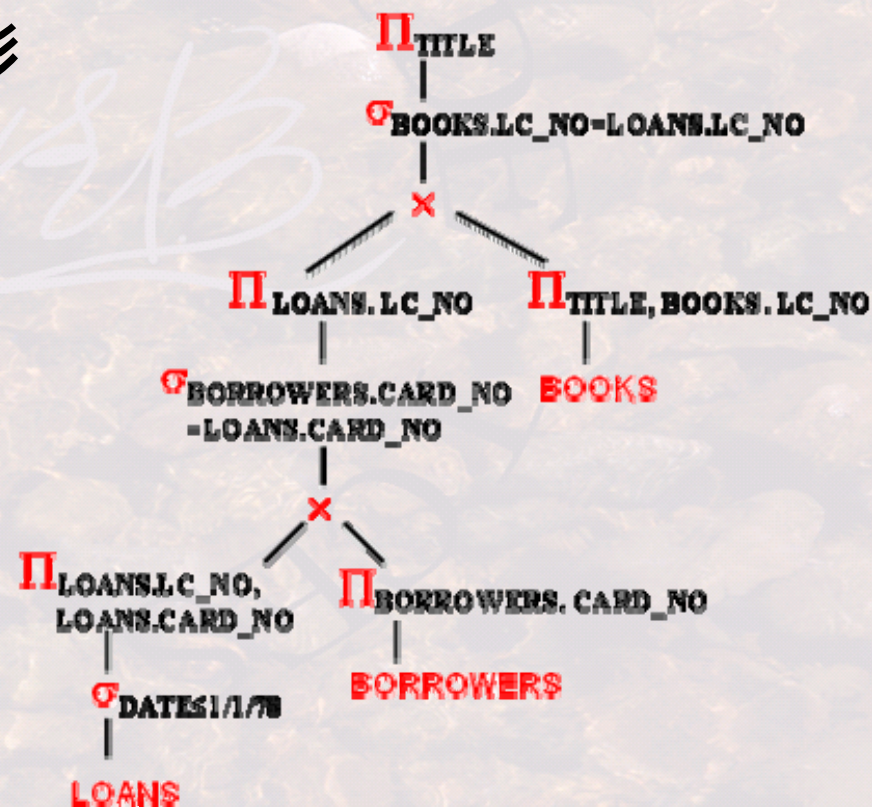 ΠTITLE
σBOOKS.LC_NO=LOANS.LC_NO
×
ΠLOANS.LC_NO ΠTITLE, BOOKS.LC_NO
σBORROWERS.CARD_NO BOOKS
=LOANS.CARD_NO
×
ΠLOANS.LC_NO, ΠBORROWERS.CARD_NO
LOANS.CARD_NO
σDATE≤1/1/78 BORROWERS
LOANS